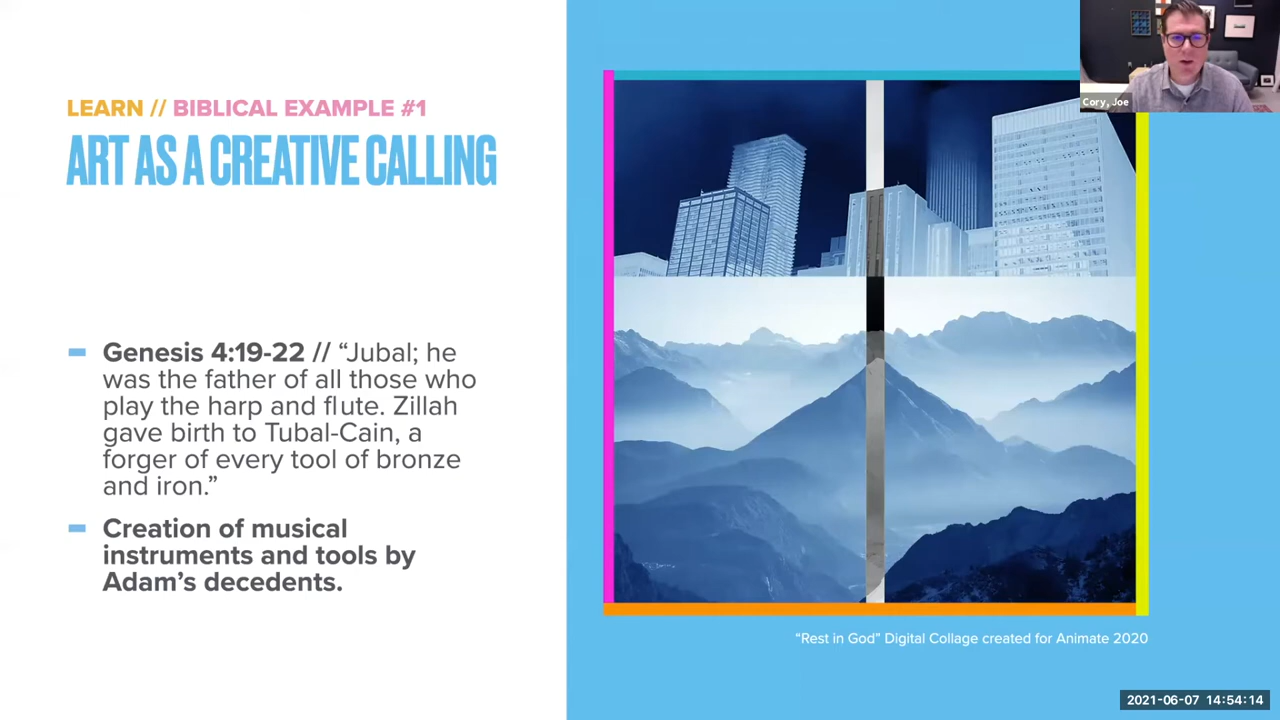 LEARN // BIBLICAL EXAMPLE #1
ART AS A CREATIVE CALLING
Genesis 4:19-22 // “Jubal; he
was the father of all those who
play the harp and flute. Zillah
gave birth to Tubal-Cain, a
forger of every tool of bronze
and iron.”
Creation of musical
instruments and tools by
Adam’s decedents.
Cory, Joe
“Rest in God” Digital Collage created for Animate 2020
2021-06-07 14:54:14